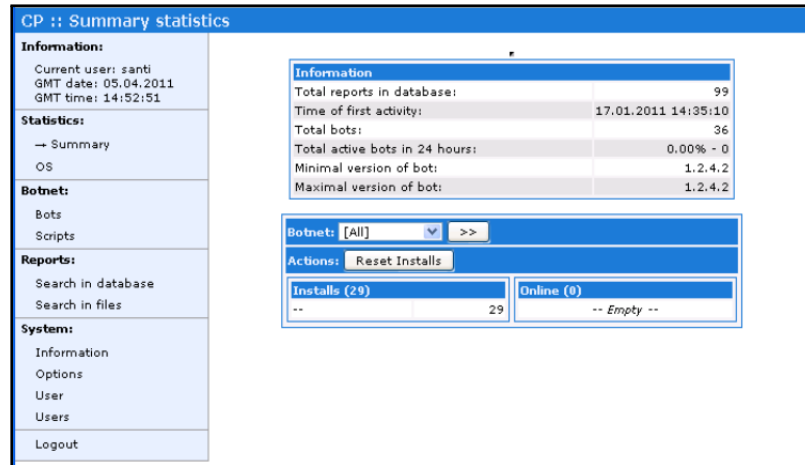 CP :: Summary statistics
Information:
Current user: santi
GMT date: 05.04.2011
GMT time: 14:52:51
Statistics:
→ Summary
OS
Botnet:
Bots
Scripts
Reports:
Search in database
Search in files
System:
Information
Options
User
Users
Logout
Information
Total reports in database: 99
Time of first activity: 17.01.2011 14:35:10
Total bots: 36
Total active bots in 24 hours: 0.00% - 0
Minimal version of bot: 1.2.4.2
Maximal version of bot: 1.2.4.2
Botnet: [All] >>
Actions: Reset Installs
Installs (29) Online (0)
-- 29 -- Empty --